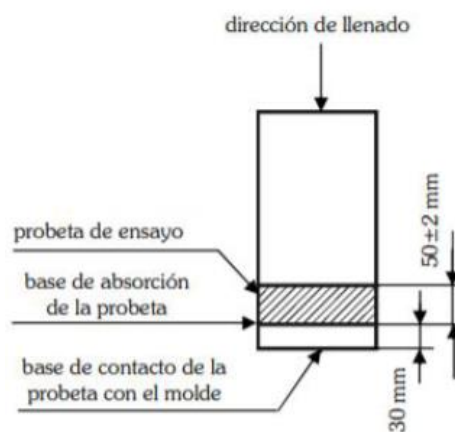 dirección de llenado
probeta de ensayo
base de absorción
de la probeta
base de contacto de la
probeta con el molde
50±2 mm
30 mm